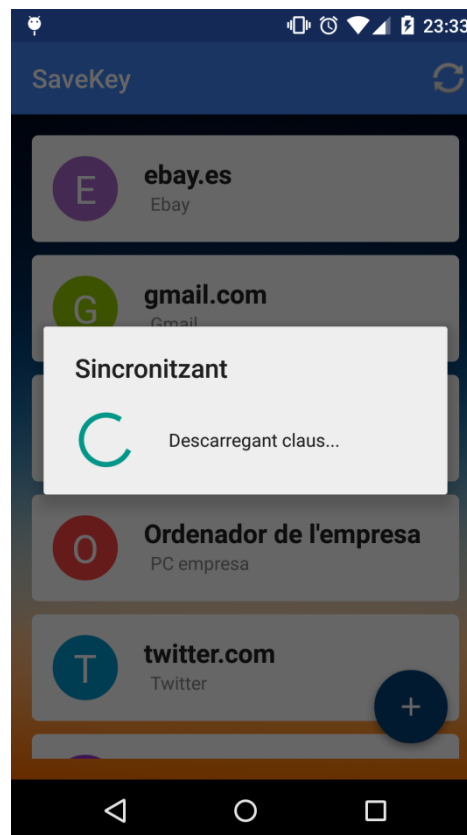 23:33
SaveKey
E
ebay.es
Ebay
G
gmail.com
Gmail
Sincronitzant
Descarregant claus...
O
Ordenador de l'empresa
PC empresa
T
twitter.com
Twitter
+